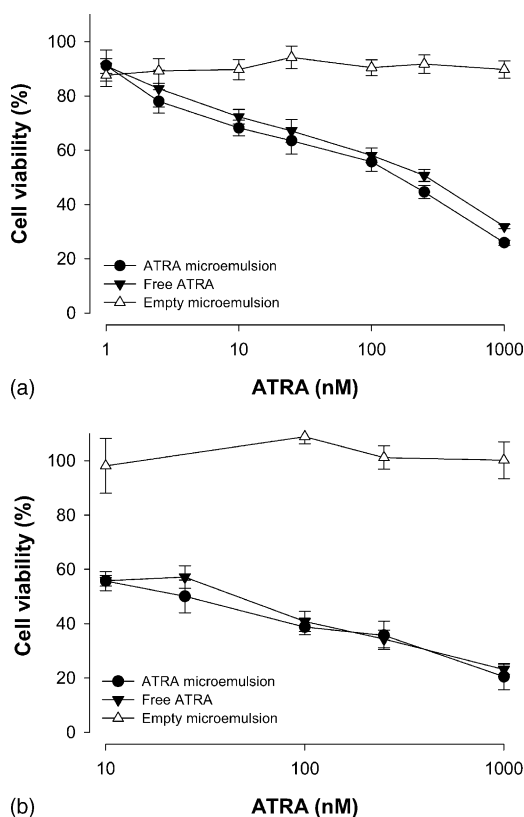 100
80
60
40
20
0
Cell viability (%)
ATRA microemulsion
Free ATRA
Empty microemulsion
1 10 100 1000
(a) ATRA (nM)
100
80
60
40
20
0
Cell viability (%)
ATRA microemulsion
Free ATRA
Empty microemulsion
10 100 1000
(b) ATRA (nM)